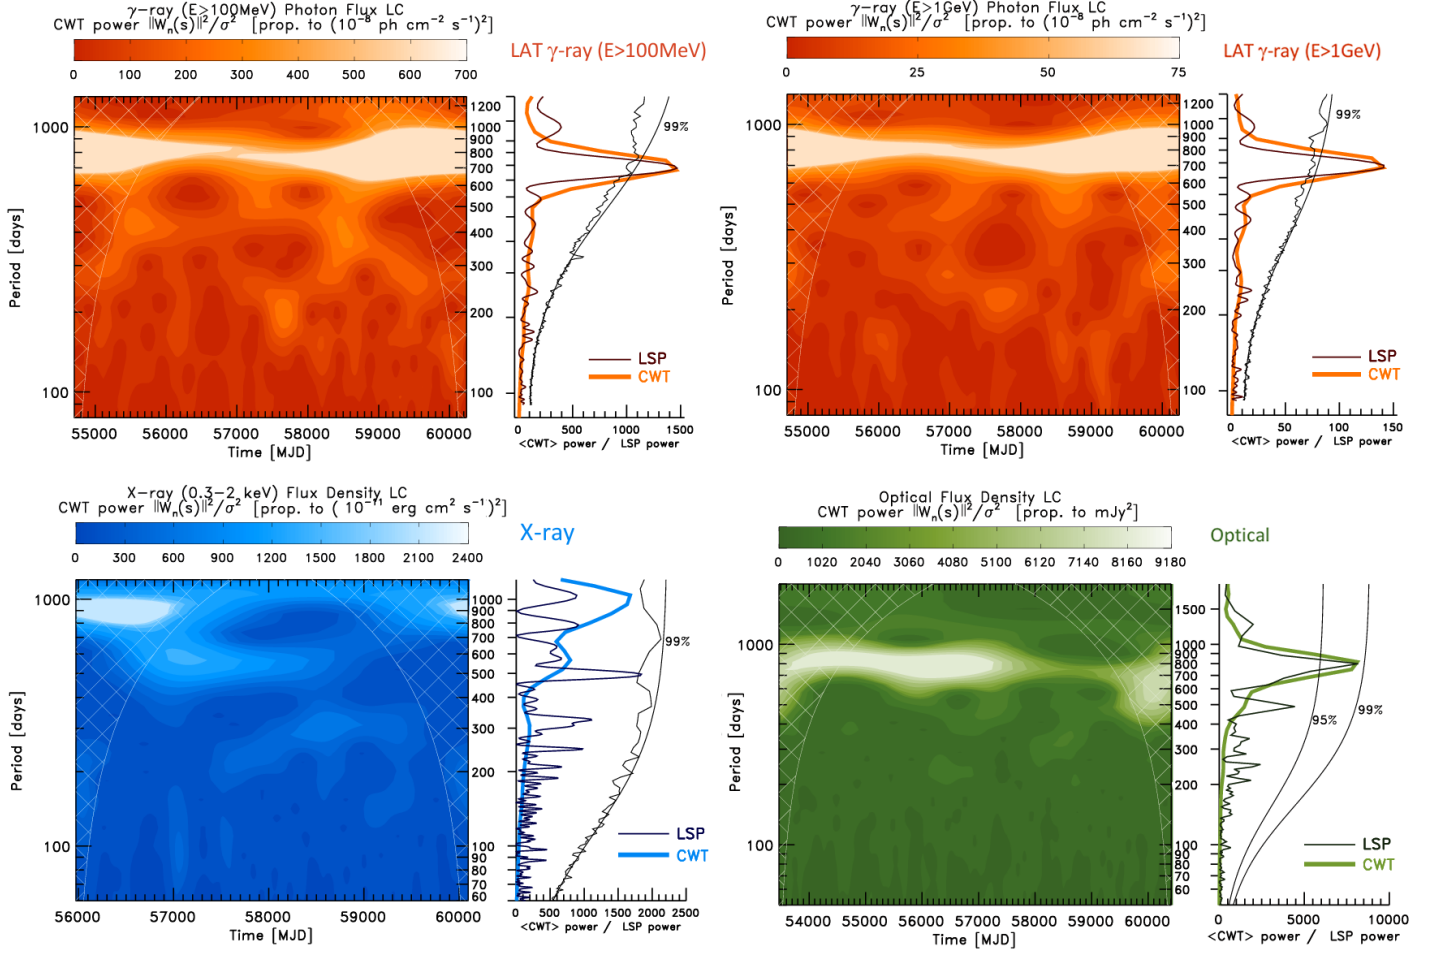 γ-ray (E>100MeV) Photon Flux LC
CWT power ||Wn(s)||²/σ² [prop. to (10⁻⁸ ph cm⁻² s⁻¹)²]
0 100 200 300 400 500 600 700
LAT γ-ray (E>100MeV)
1000
100
Period [days]
55000 56000 57000 58000 59000 60000
Time [MJD]
1200
1000
800
700
600
500
400
300
200
100
99%
LSP
CWT
0 500 1000 1500
<CWT> power / LSP power
γ-ray (E>1GeV) Photon Flux LC
CWT power ||Wn(s)||²/σ² [prop. to (10⁻⁸ ph cm⁻² s⁻¹)²]
0 25 50 75
LAT γ-ray (E>1GeV)
1000
100
Period [days]
55000 56000 57000 58000 59000 60000
Time [MJD]
1200
1000
800
700
600
500
400
300
200
100
99%
LSP
CWT
0 50 100 150
<CWT> power / LSP power
X-ray (0.3-2 keV) Flux Density LC
CWT power ||Wn(s)||²/σ² [prop. to ( 10⁻¹¹ erg cm² s⁻¹)²]
0 300 600 900 1200 1500 1800 2100 2400
X-ray
1000
100
Period [days]
56000 57000 58000 59000 60000
Time [MJD]
1000
900
800
700
600
500
400
300
200
100
90
80
70
60
99%
LSP
CWT
0 500 1000 1500 2000 2500
<CWT> power / LSP power
Optical Flux Density LC
CWT power ||Wn(s)||²/σ² [prop. to mJy²]
0 1020 2040 3060 4080 5100 6120 7140 8160 9180
Optical
1000
100
Period [days]
54000 55000 56000 57000 58000 59000 60000
Time [MJD]
1500
1000
900
800
700
600
500
400
300
200
100
90
80
70
60
95%
99%
LSP
CWT
0 5000 10000
<CWT> power / LSP power